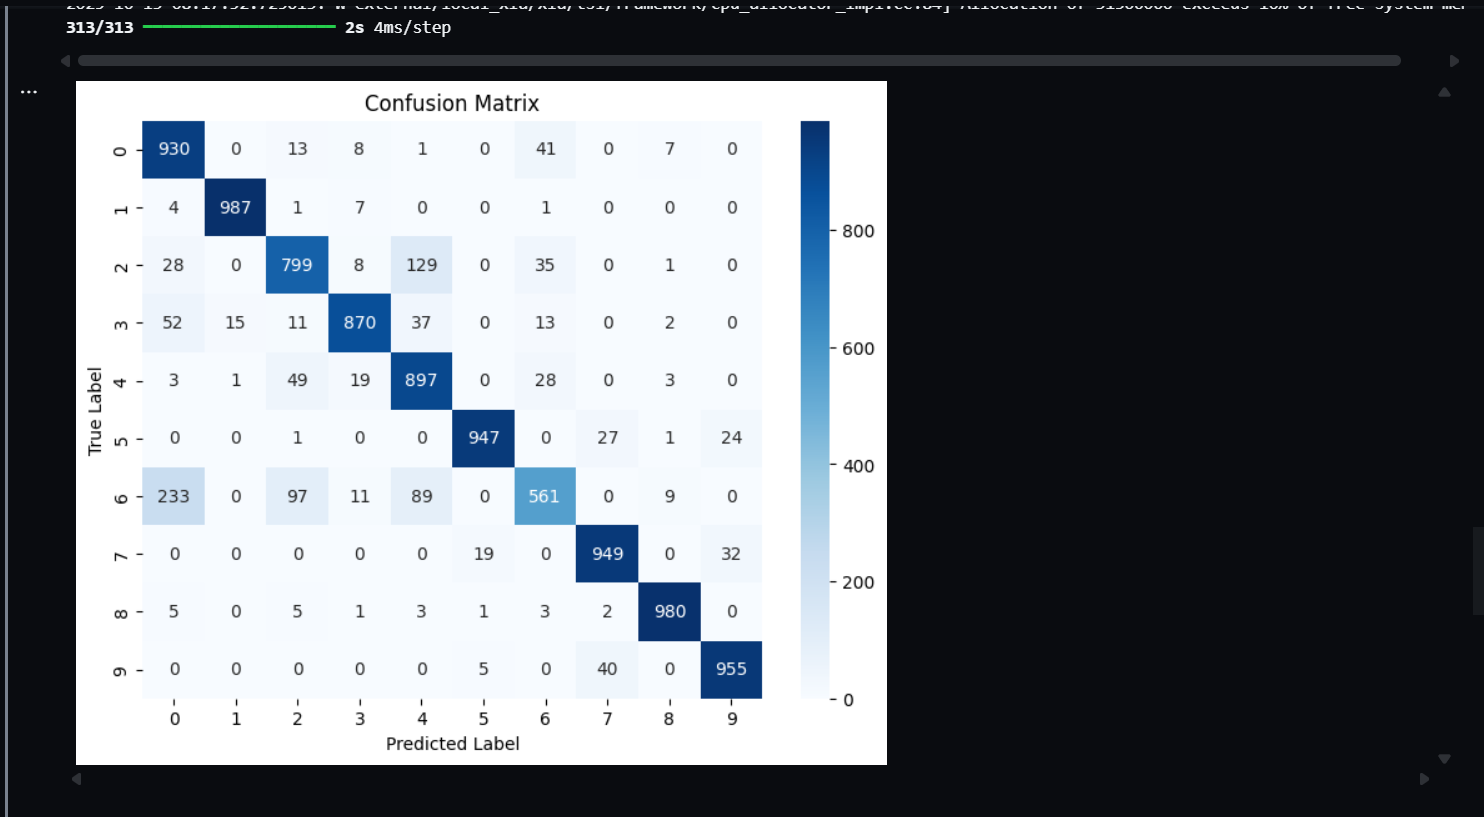 313/313 2s 4ms/step
...
Confusion Matrix
0 930 0 13 8 1 0 41 0 7 0
1 4 987 1 7 0 0 1 0 0 0
2 28 0 799 8 129 0 35 0 1 0
3 52 15 11 870 37 0 13 0 2 0
4 3 1 49 19 897 0 28 0 3 0
5 0 0 1 0 0 947 0 27 1 24
6 233 0 97 11 89 0 561 0 9 0
7 0 0 0 0 0 19 0 949 0 32
8 5 0 5 1 3 1 3 2 980 0
9 0 0 0 0 0 5 0 40 0 955
0 1 2 3 4 5 6 7 8 9
Predicted Label
True Label
800
600
400
200
0